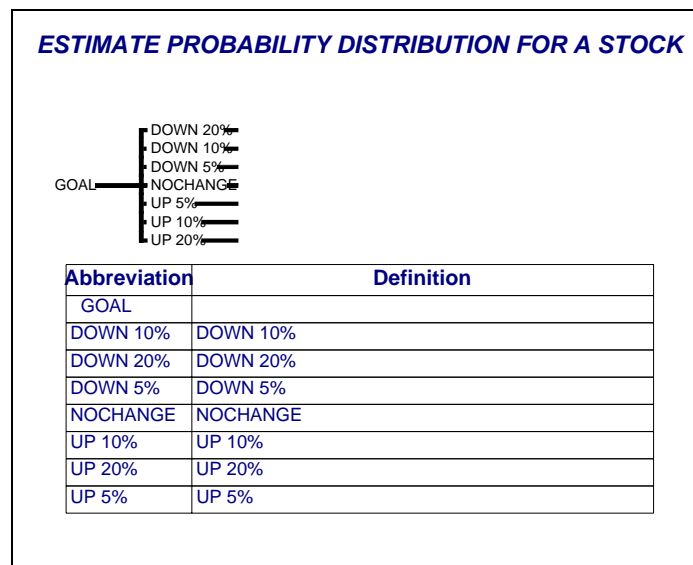 ESTIMATE PROBABILITY DISTRIBUTION FOR A STOCK
DOWN 20%
DOWN 10%
DOWN 5%
GOAL NOCHANGE
UP 5%
UP 10%
UP 20%
Abbreviation Definition
GOAL
DOWN 10% DOWN 10%
DOWN 20% DOWN 20%
DOWN 5% DOWN 5%
NOCHANGE NOCHANGE
UP 10% UP 10%
UP 20% UP 20%
UP 5% UP 5%